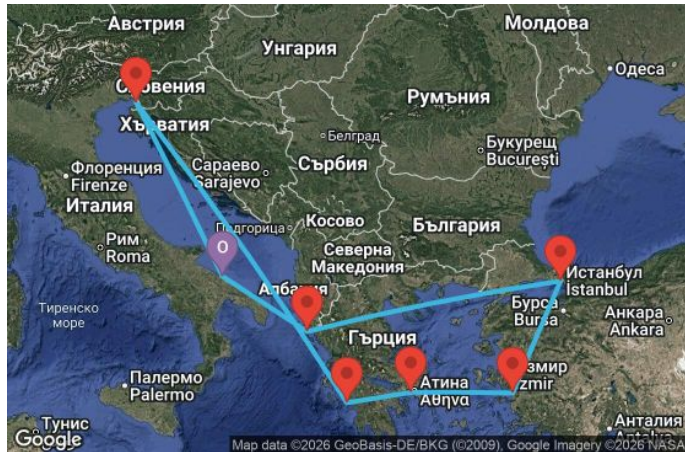 Австрия
Молдова
Унгария
Одеса
Словения
Румъния
Хърватия
Белград
Букурещ
București
Флоренция
Firenze
Сараево
Sarajevo
Сърбия
Италия
Подгорица
Косово
България
Рим
Roma
Северна
Македония
Истанбул
İstanbul
O
Албания
Тиренско
море
Бурса
Bursa
Анкара
Ankara
Гърция
Палермо
Palermo
Атина
Αθήνα
Измир
Izmir
Тунис
Анталия
Google
Map data ©2026 GeoBasis-DE/BKG (©2009), Google Imagery ©2026 NASA